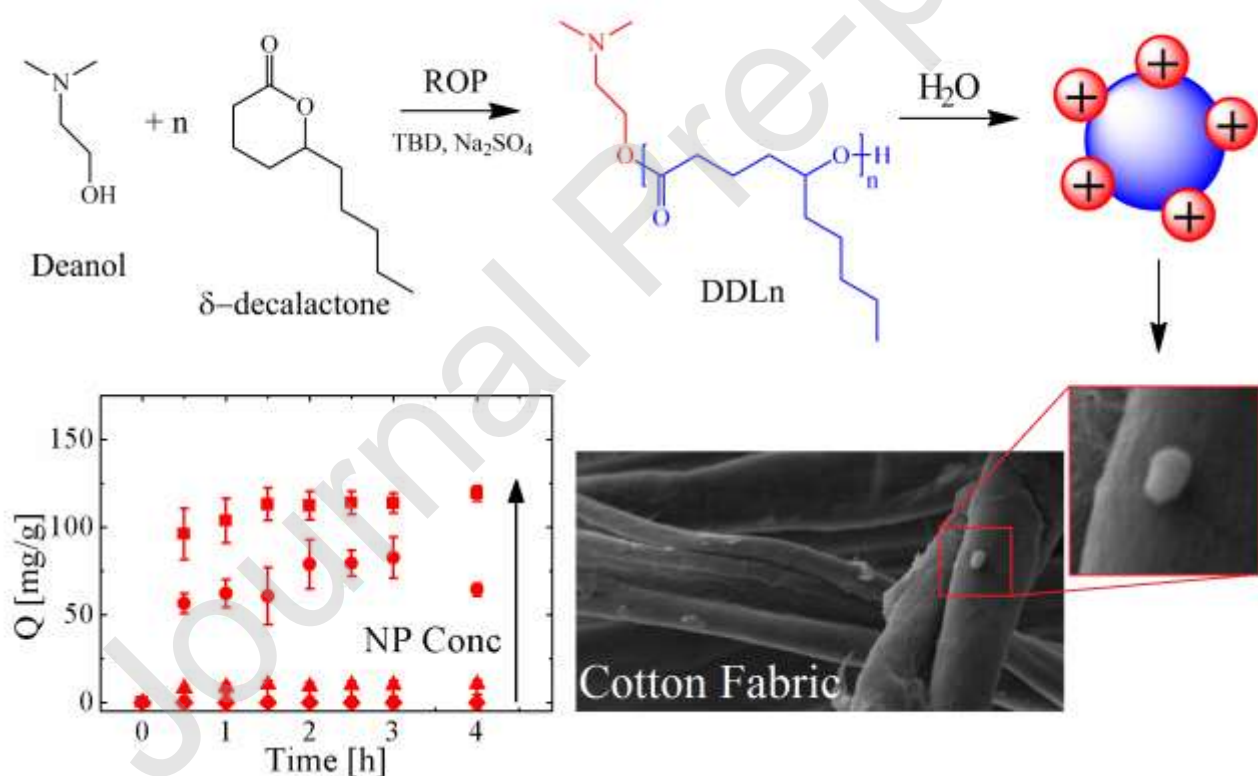 O
N
O
OH
+ n
Deanol
δ–decalactone
ROP
TBD, Na₂SO₄
N
O
[
O
O
H
]n
DDLn
H₂O
+
+
+
+
+
Q [mg/g]
150
100
50
0
NP Conc
0
1
2
3
4
Time [h]
Cotton Fabric
Journal Pre-p